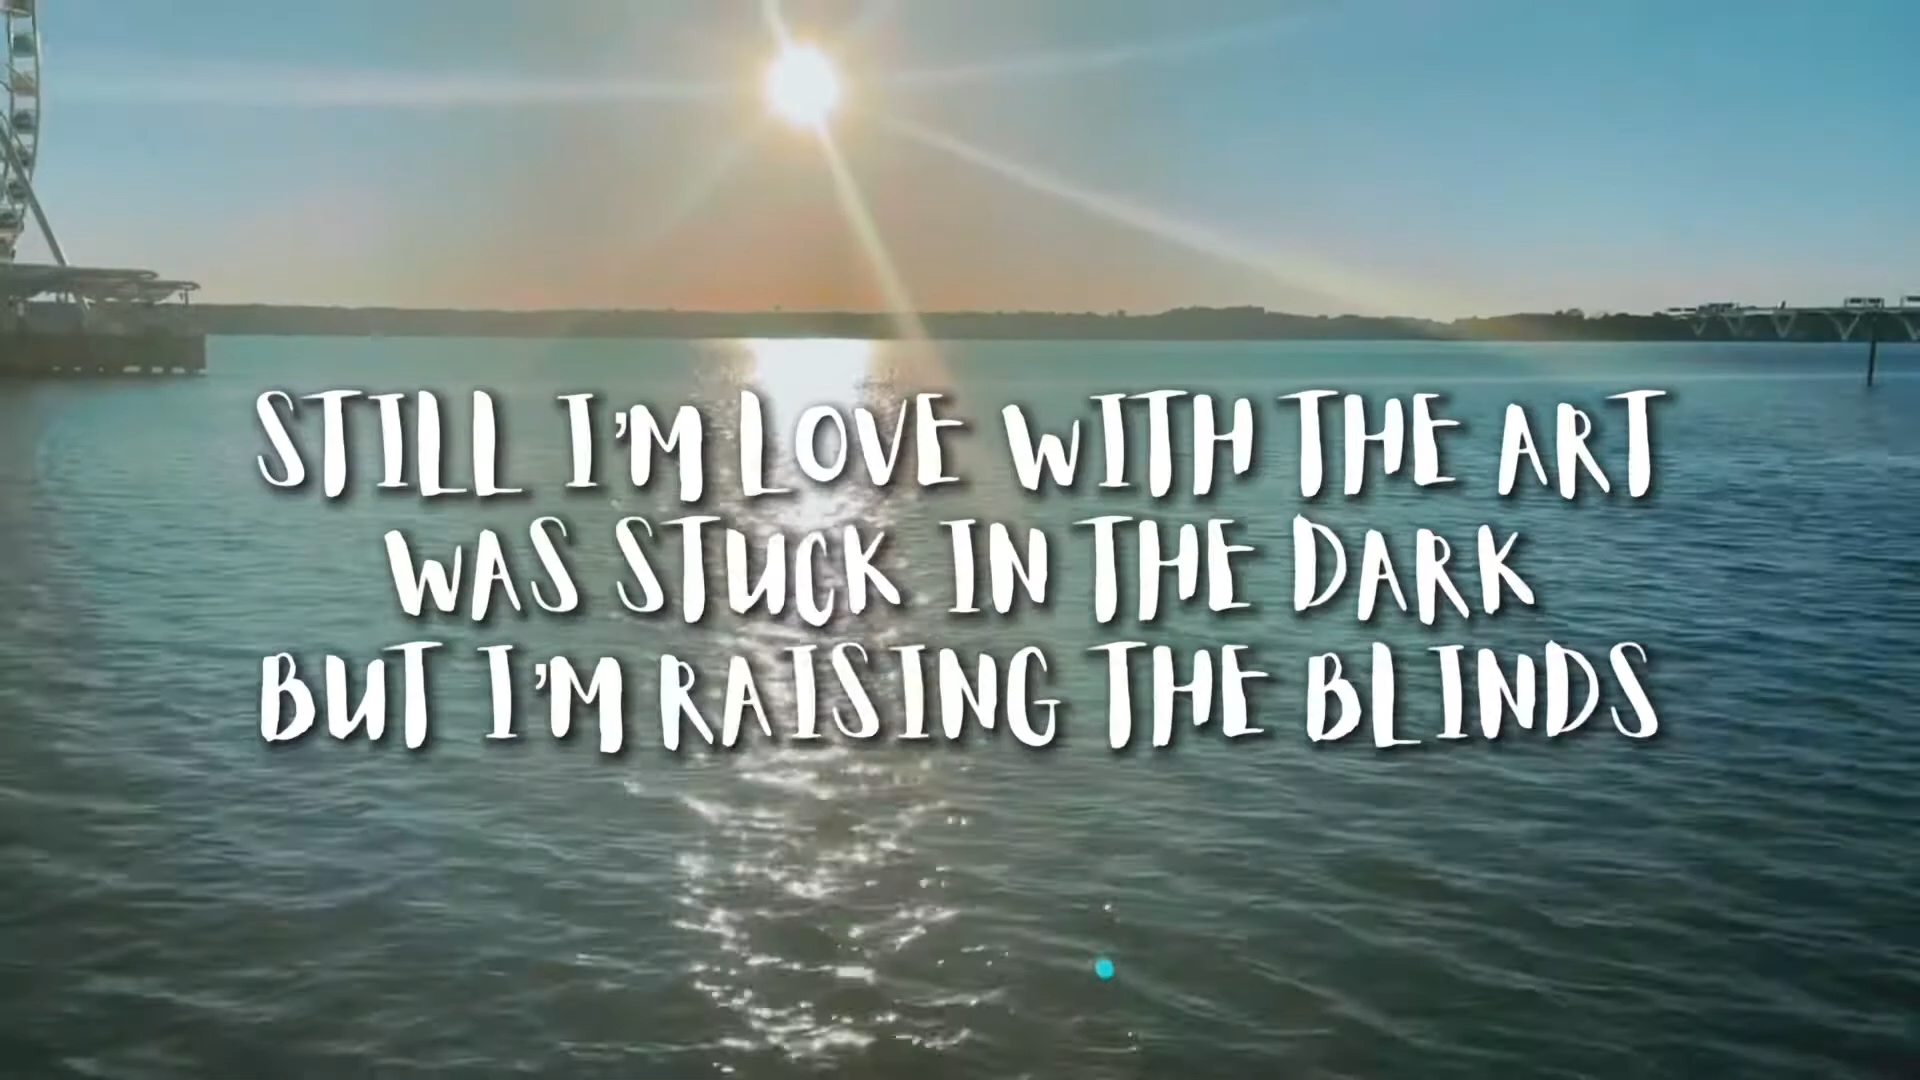 STILL I'M LOVE WITH THE ART
WAS STUCK IN THE DARK
BUT I'M RAISING THE BLINDS